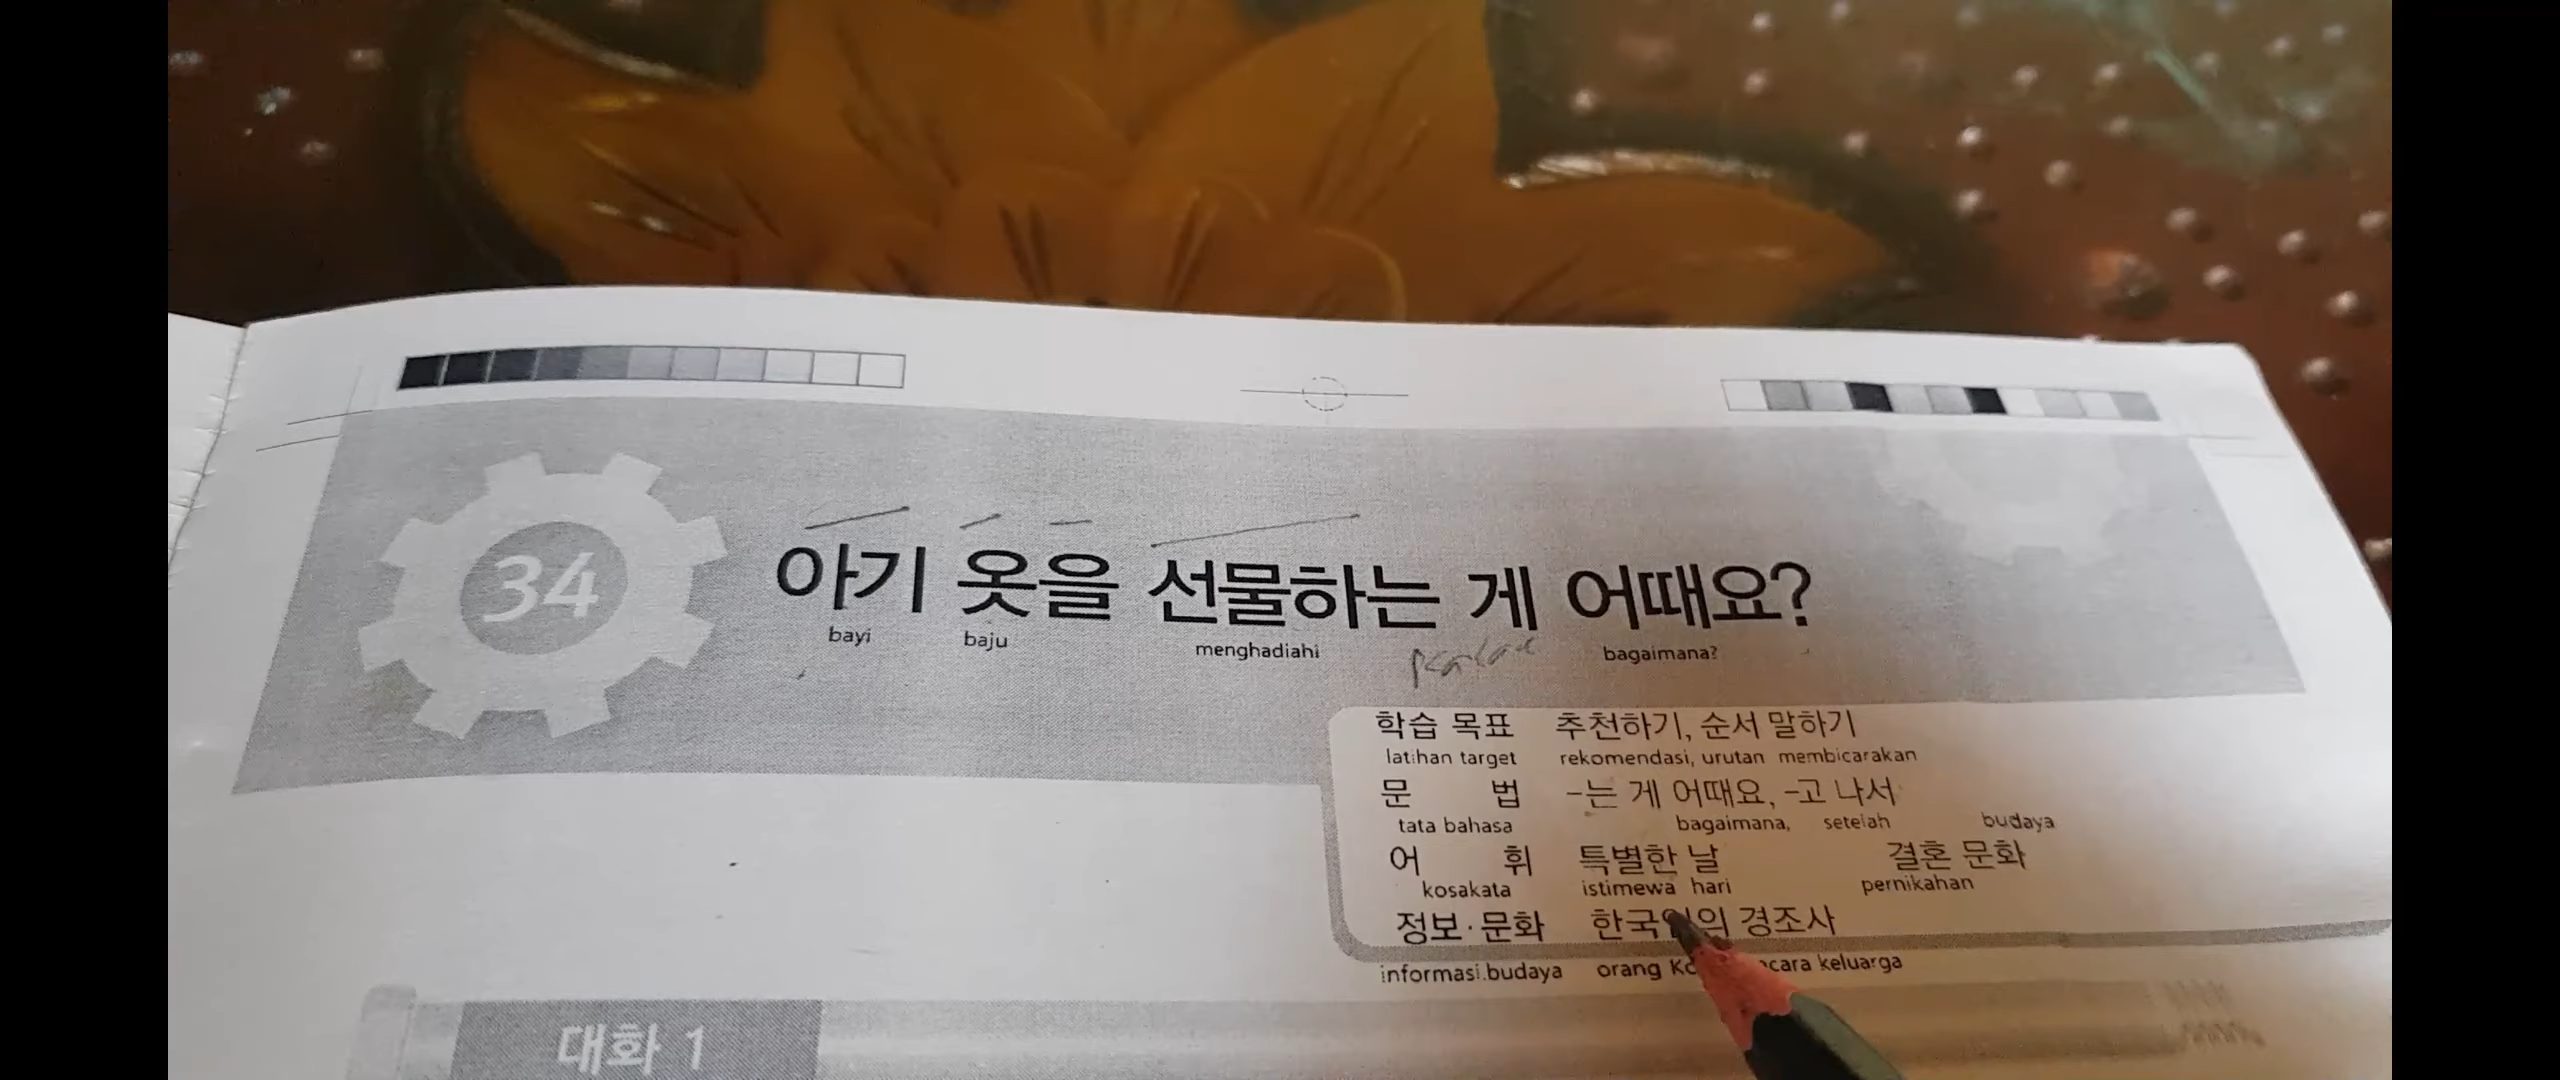 34
아기 옷을 선물하는 게 어때요?
bayi baju menghadiahi bagaimana?
학습 목표 추천하기, 순서 말하기
latihan target rekomendasi, urutan membicarakan
문 법 -는 게 어때요, -고 나서
tata bahasa bagaimana, setelah budaya
어 휘 특별한 날 결혼 문화
kosakata istimewa hari pernikahan
정보·문화 한국인의 경조사
informasi.budaya orang keluarga
대화 1